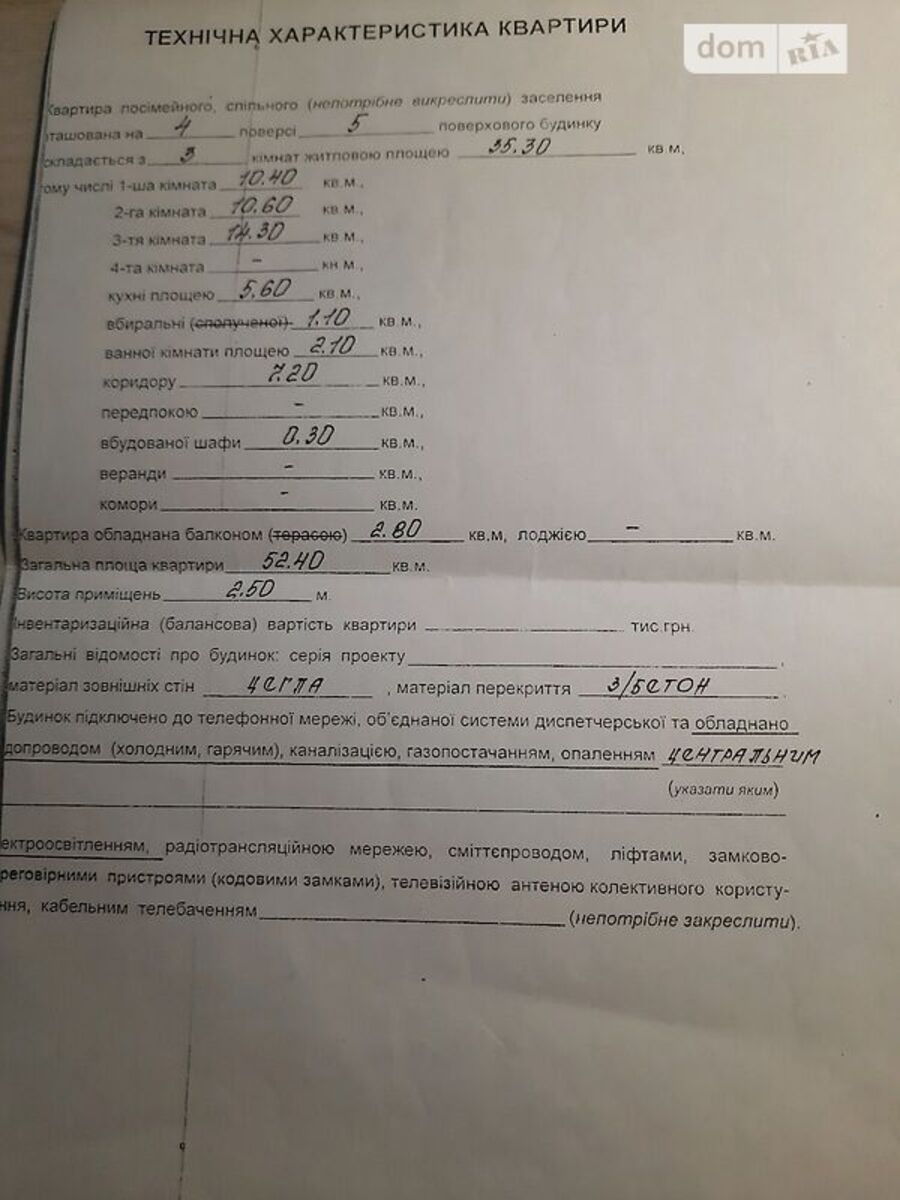 ТЕХНІЧНА ХАРАКТЕРИСТИКА КВАРТИРИ
dom RIA
Квартира посімейного, спільного (непотрібне викреслити) заселення
зташована на 4 поверсі 5 поверхового будинку
складається з 3 кімнат житловою площею 35.30 кв.м,
тому числі 1-ша кімната 10.40 кв.м.,
2-га кімната 10.60 кв.м.,
3-тя кімната 14.30 кв.м.,
4-та кімната - кн м.,
кухні площею 5.60 кв.м.,
вбиральні (сполученої) 1.10 кв.м.,
ванної кімнати площею 2.10 кв.м.,
коридору 7.20 кв.м.,
передпокою - кв.м.,
вбудованої шафи 0.30 кв.м.,
веранди - кв.м.,
комори - кв.м.
Квартира обладнана балконом (терасою) 2.80 кв.м, лоджією - кв.м.
Загальна площа квартири 52.40 кв.м.
Висота приміщень 2.50 м.
Інвентаризаційна (балансова) вартість квартири тис.грн.
Загальні відомості про будинок: серія проекту ,
матеріал зовнішніх стін ЦЕГЛА , матеріал перекриття З/БЕТОН .
Будинок підключено до телефонної мережі, об'єднаної системи диспетчерської та обладнано
допроводом (холодним, гарячим), каналізацією, газопостачанням, опаленням ЦЕНТРАЛЬНИМ
(указати яким)
ектроосвітленням, радіотрансляційною мережею, сміттєпроводом, ліфтами, замково-
реговірними пристроями (кодовими замками), телевізійною антеною колективного користу-
ння, кабельним телебаченням (непотрібне закреслити).